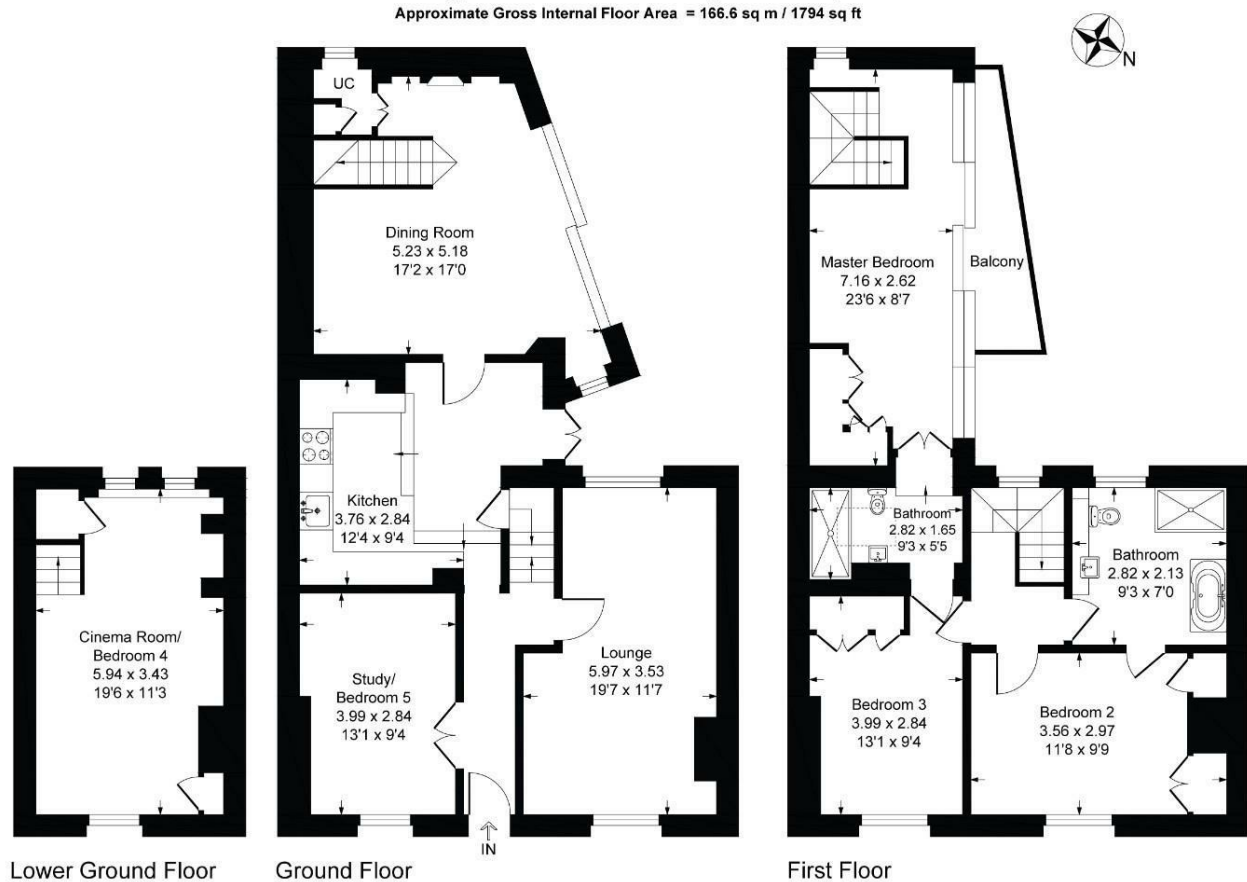 Approximate Gross Internal Floor Area = 166.6 sq m / 1794 sq ft
N
UC
Dining Room
5.23 x 5.18
17'2 x 17'0
Master Bedroom
7.16 x 2.62
23'6 x 8'7
Balcony
Kitchen
3.76 x 2.84
12'4 x 9'4
Bathroom
2.82 x 1.65
9'3 x 5'5
Bathroom
2.82 x 2.13
9'3 x 7'0
Cinema Room/
Bedroom 4
5.94 x 3.43
19'6 x 11'3
Study/
Bedroom 5
3.99 x 2.84
13'1 x 9'4
Lounge
5.97 x 3.53
19'7 x 11'7
Bedroom 3
3.99 x 2.84
13'1 x 9'4
Bedroom 2
3.56 x 2.97
11'8 x 9'9
IN
Lower Ground Floor
Ground Floor
First Floor